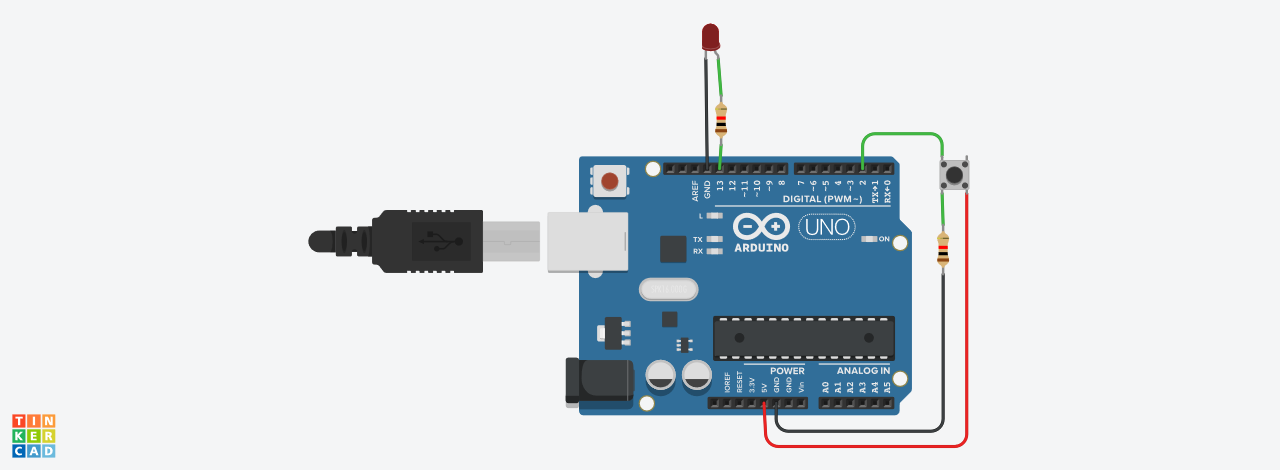 AREF
GND
13
12
~11
~10
~9
8
7
~6
~5
4
~3
2
TX→1
RX←0
DIGITAL (PWM~)
L
TX
RX
ARDUINO
UNO
ON
POWER
ANALOG IN
IOREF
RESET
3.3V
5V
GND
GND
Vin
A0
A1
A2
A3
A4
A5
TIN
KER
CAD